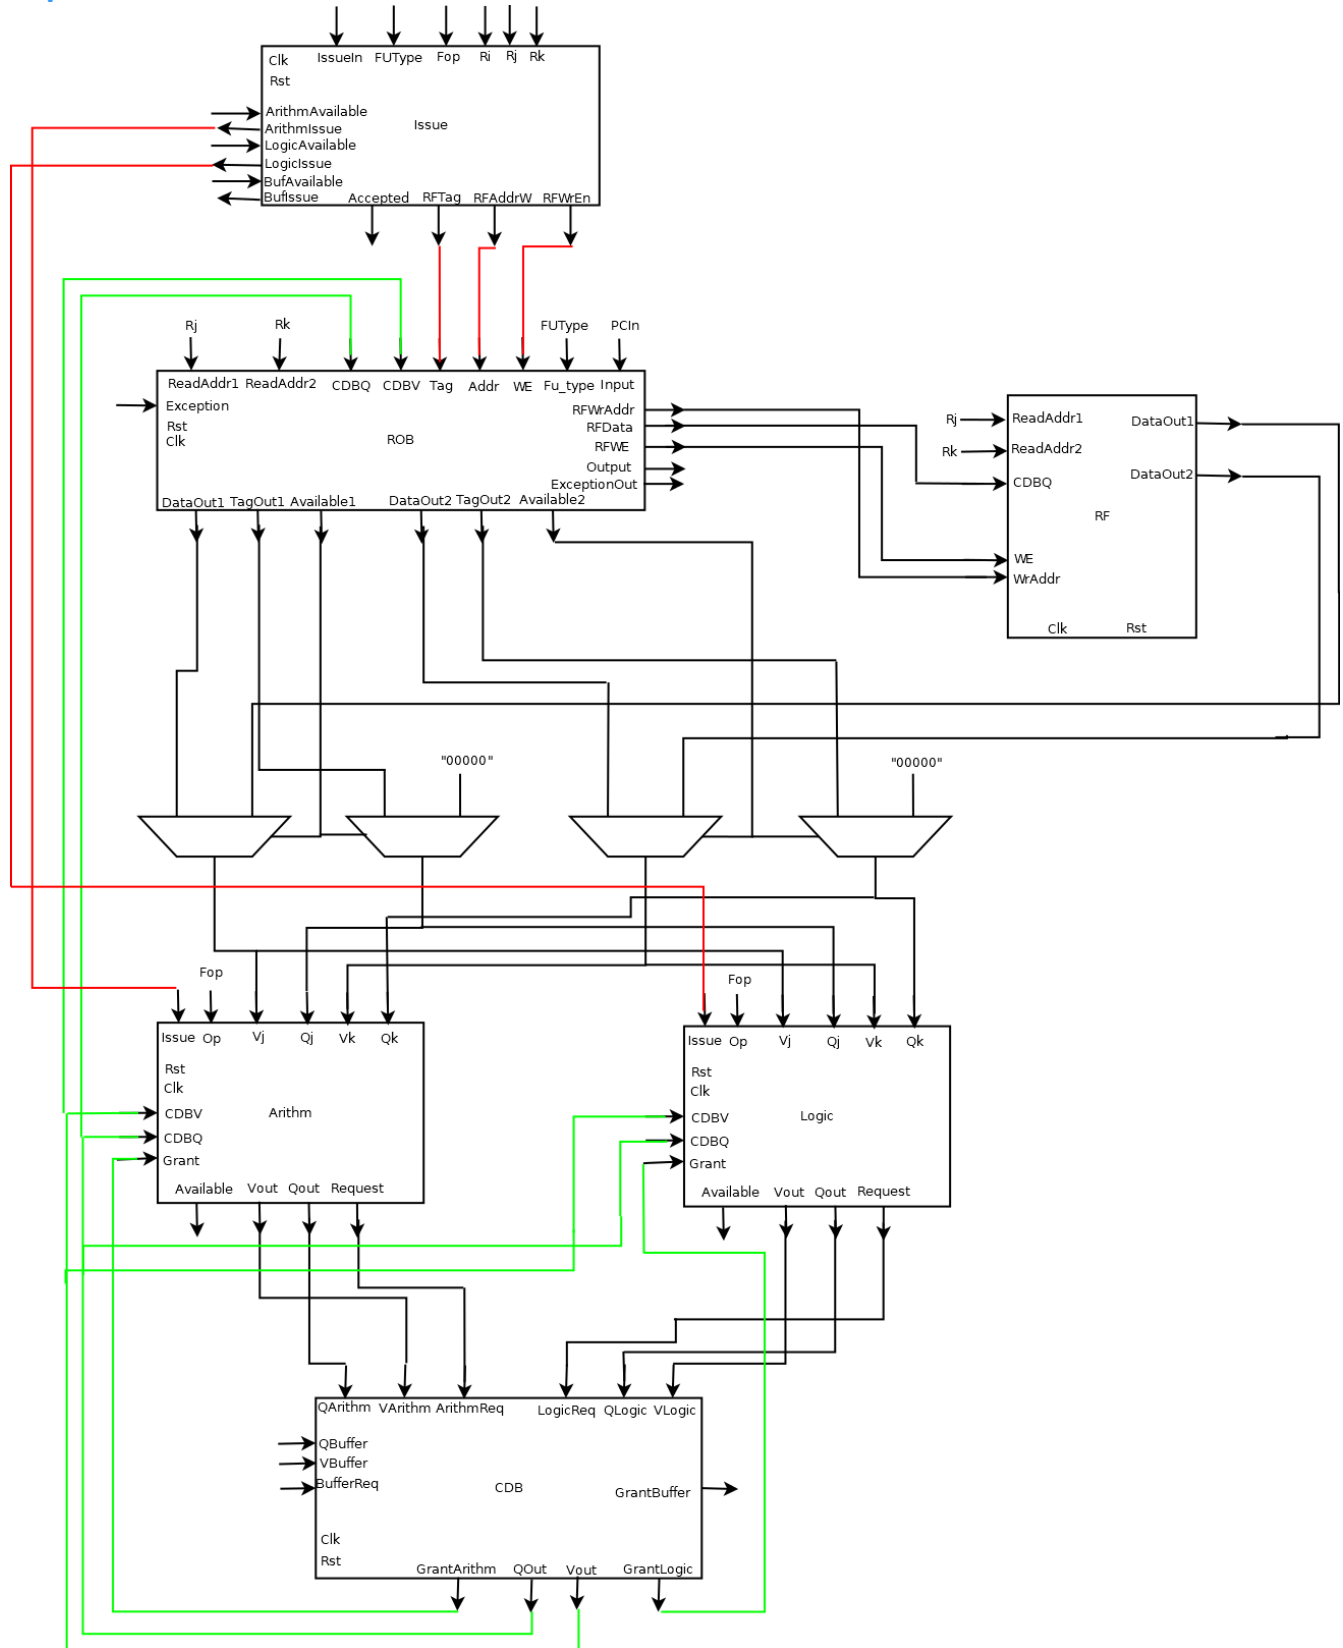 IssueIn FUType Fop Ri Rj Rk
Clk
Rst
ArithmAvailable
ArithmIssue
Issue
LogicAvailable
LogicIssue
BufAvailable
BufIssue
Accepted RFTag RFAddrW RFWrEn
Rj Rk FUType PCIn
ReadAddr1 ReadAddr2 CDBQ CDBV Tag Addr WE Fu_type Input
Exception
Rst
Clk
ROB
RFWrAddr
RFData
RFWE
Output
ExceptionOut
DataOut1 TagOut1 Available1 DataOut2 TagOut2 Available2
Rj ReadAddr1 DataOut1
Rk ReadAddr2 DataOut2
CDBQ
RF
WE
WrAddr
Clk Rst
"00000" "00000"
Fop
Issue Op Vj Qj Vk Qk
Rst
Clk
CDBV
Arithm
CDBQ
Grant
Available Vout Qout Request
Fop
Issue Op Vj Qj Vk Qk
Rst
Clk
CDBV
Logic
CDBQ
Grant
Available Vout Qout Request
QArithm VArithm ArithmReq LogicReq QLogic VLogic
QBuffer
VBuffer
BufferReq
CDB
GrantBuffer
Clk
Rst
GrantArithm QOut Vout GrantLogic